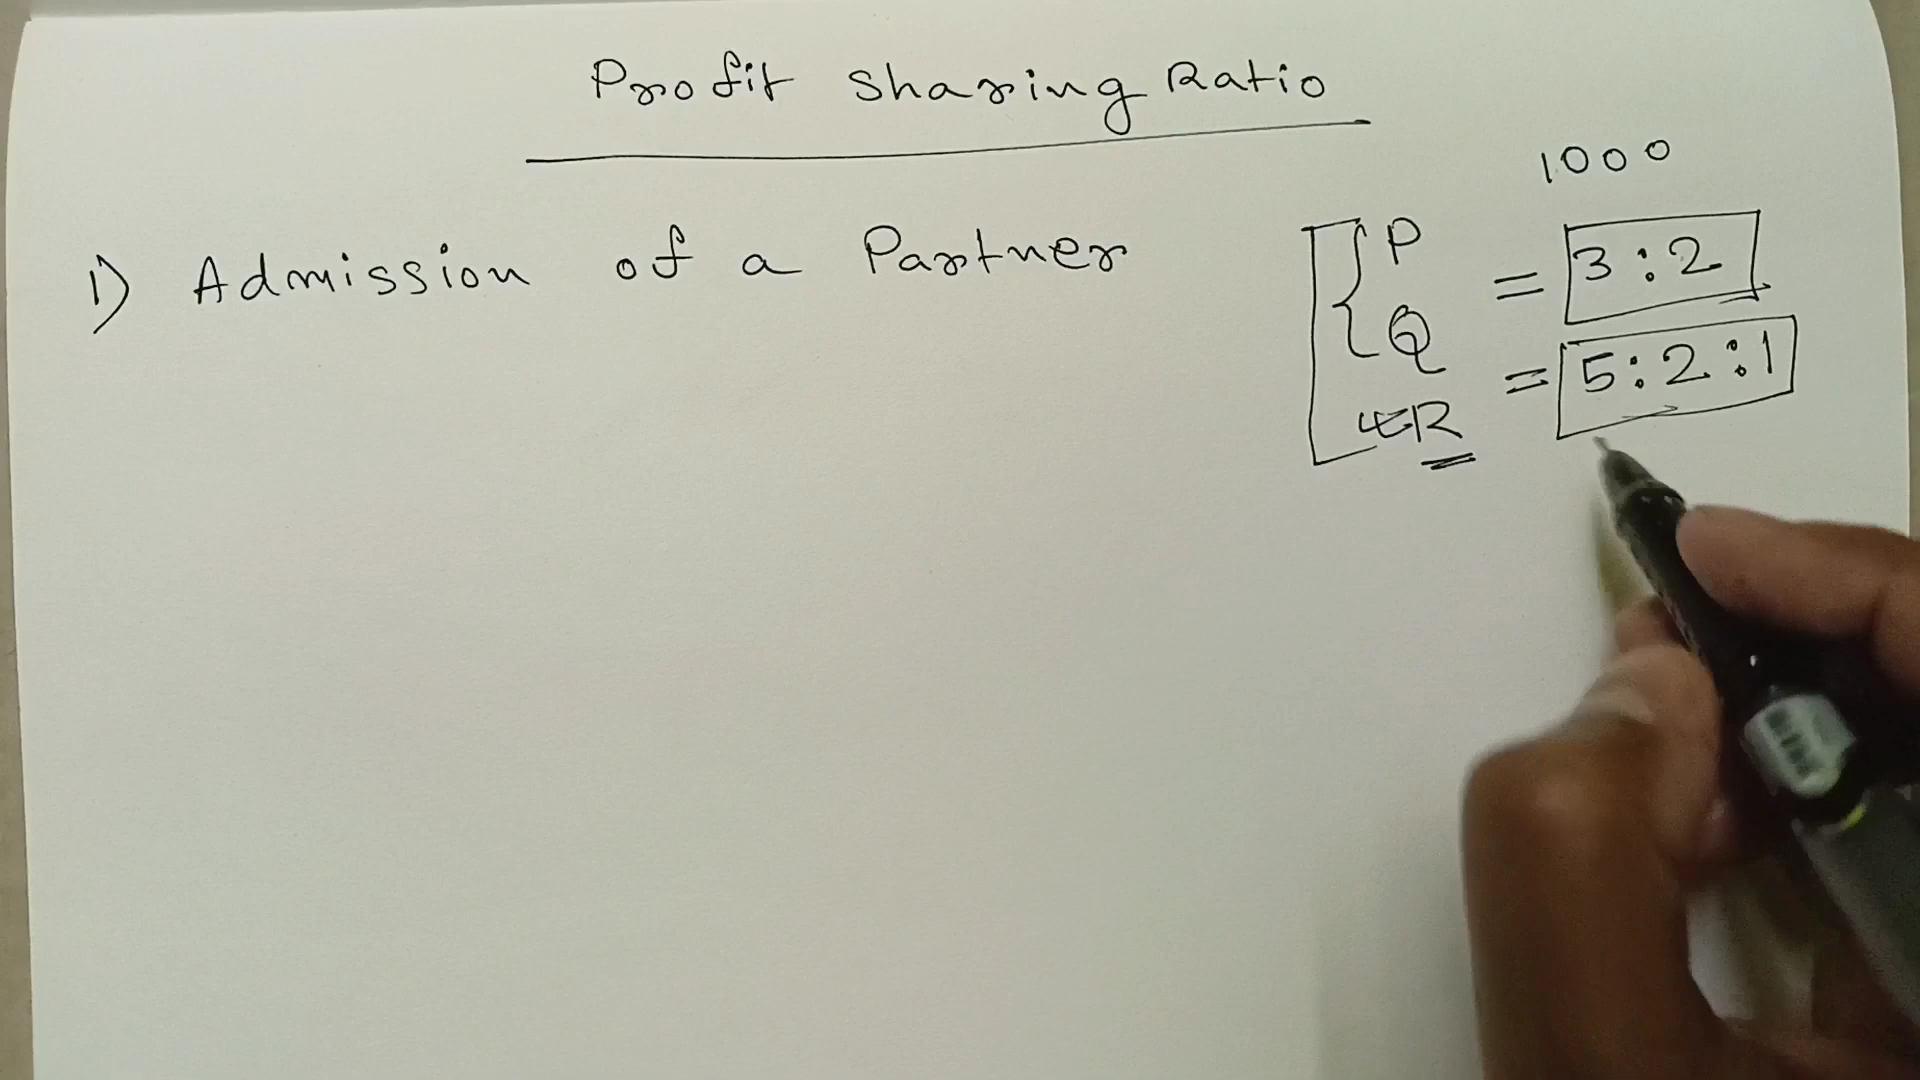 Profit Sharing Ratio
1000
1) Admission of a Partner
P
= 3:2
Q
= 5:2:1
R